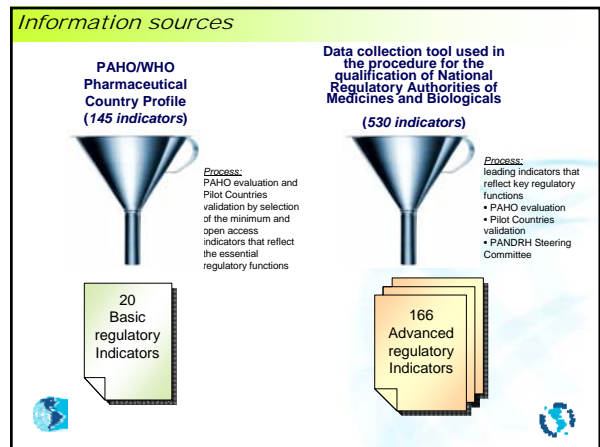 Information sources
PAHO/WHO
Pharmaceutical
Country Profile
(145 indicators)
Process:
PAHO evaluation and
Pilot Countries
validation by selection
of the minimum and
open access
indicators that reflect
the essential
regulatory functions
20
Basic
regulatory
Indicators
Data collection tool used in
the procedure for the
qualification of National
Regulatory Authorities of
Medicines and Biologicals
(530 indicators)
Process:
leading indicators that
reflect key regulatory
functions
• PAHO evaluation
• Pilot Countries
validation
• PANDRH Steering
Committee
166
Advanced
regulatory
Indicators